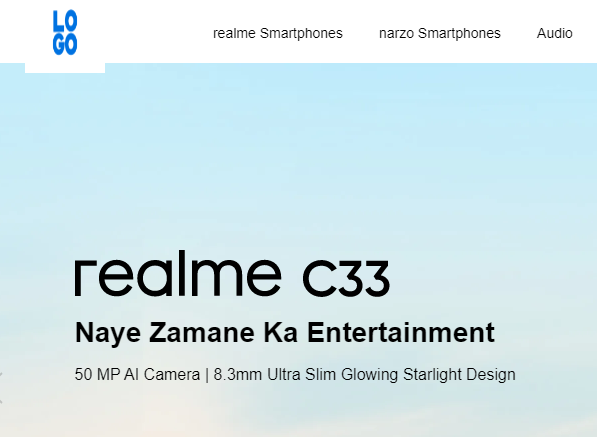 LO
GO
realme Smartphones narzo Smartphones Audio
realme C33
Naye Zamane Ka Entertainment
50 MP AI Camera | 8.3mm Ultra Slim Glowing Starlight Design